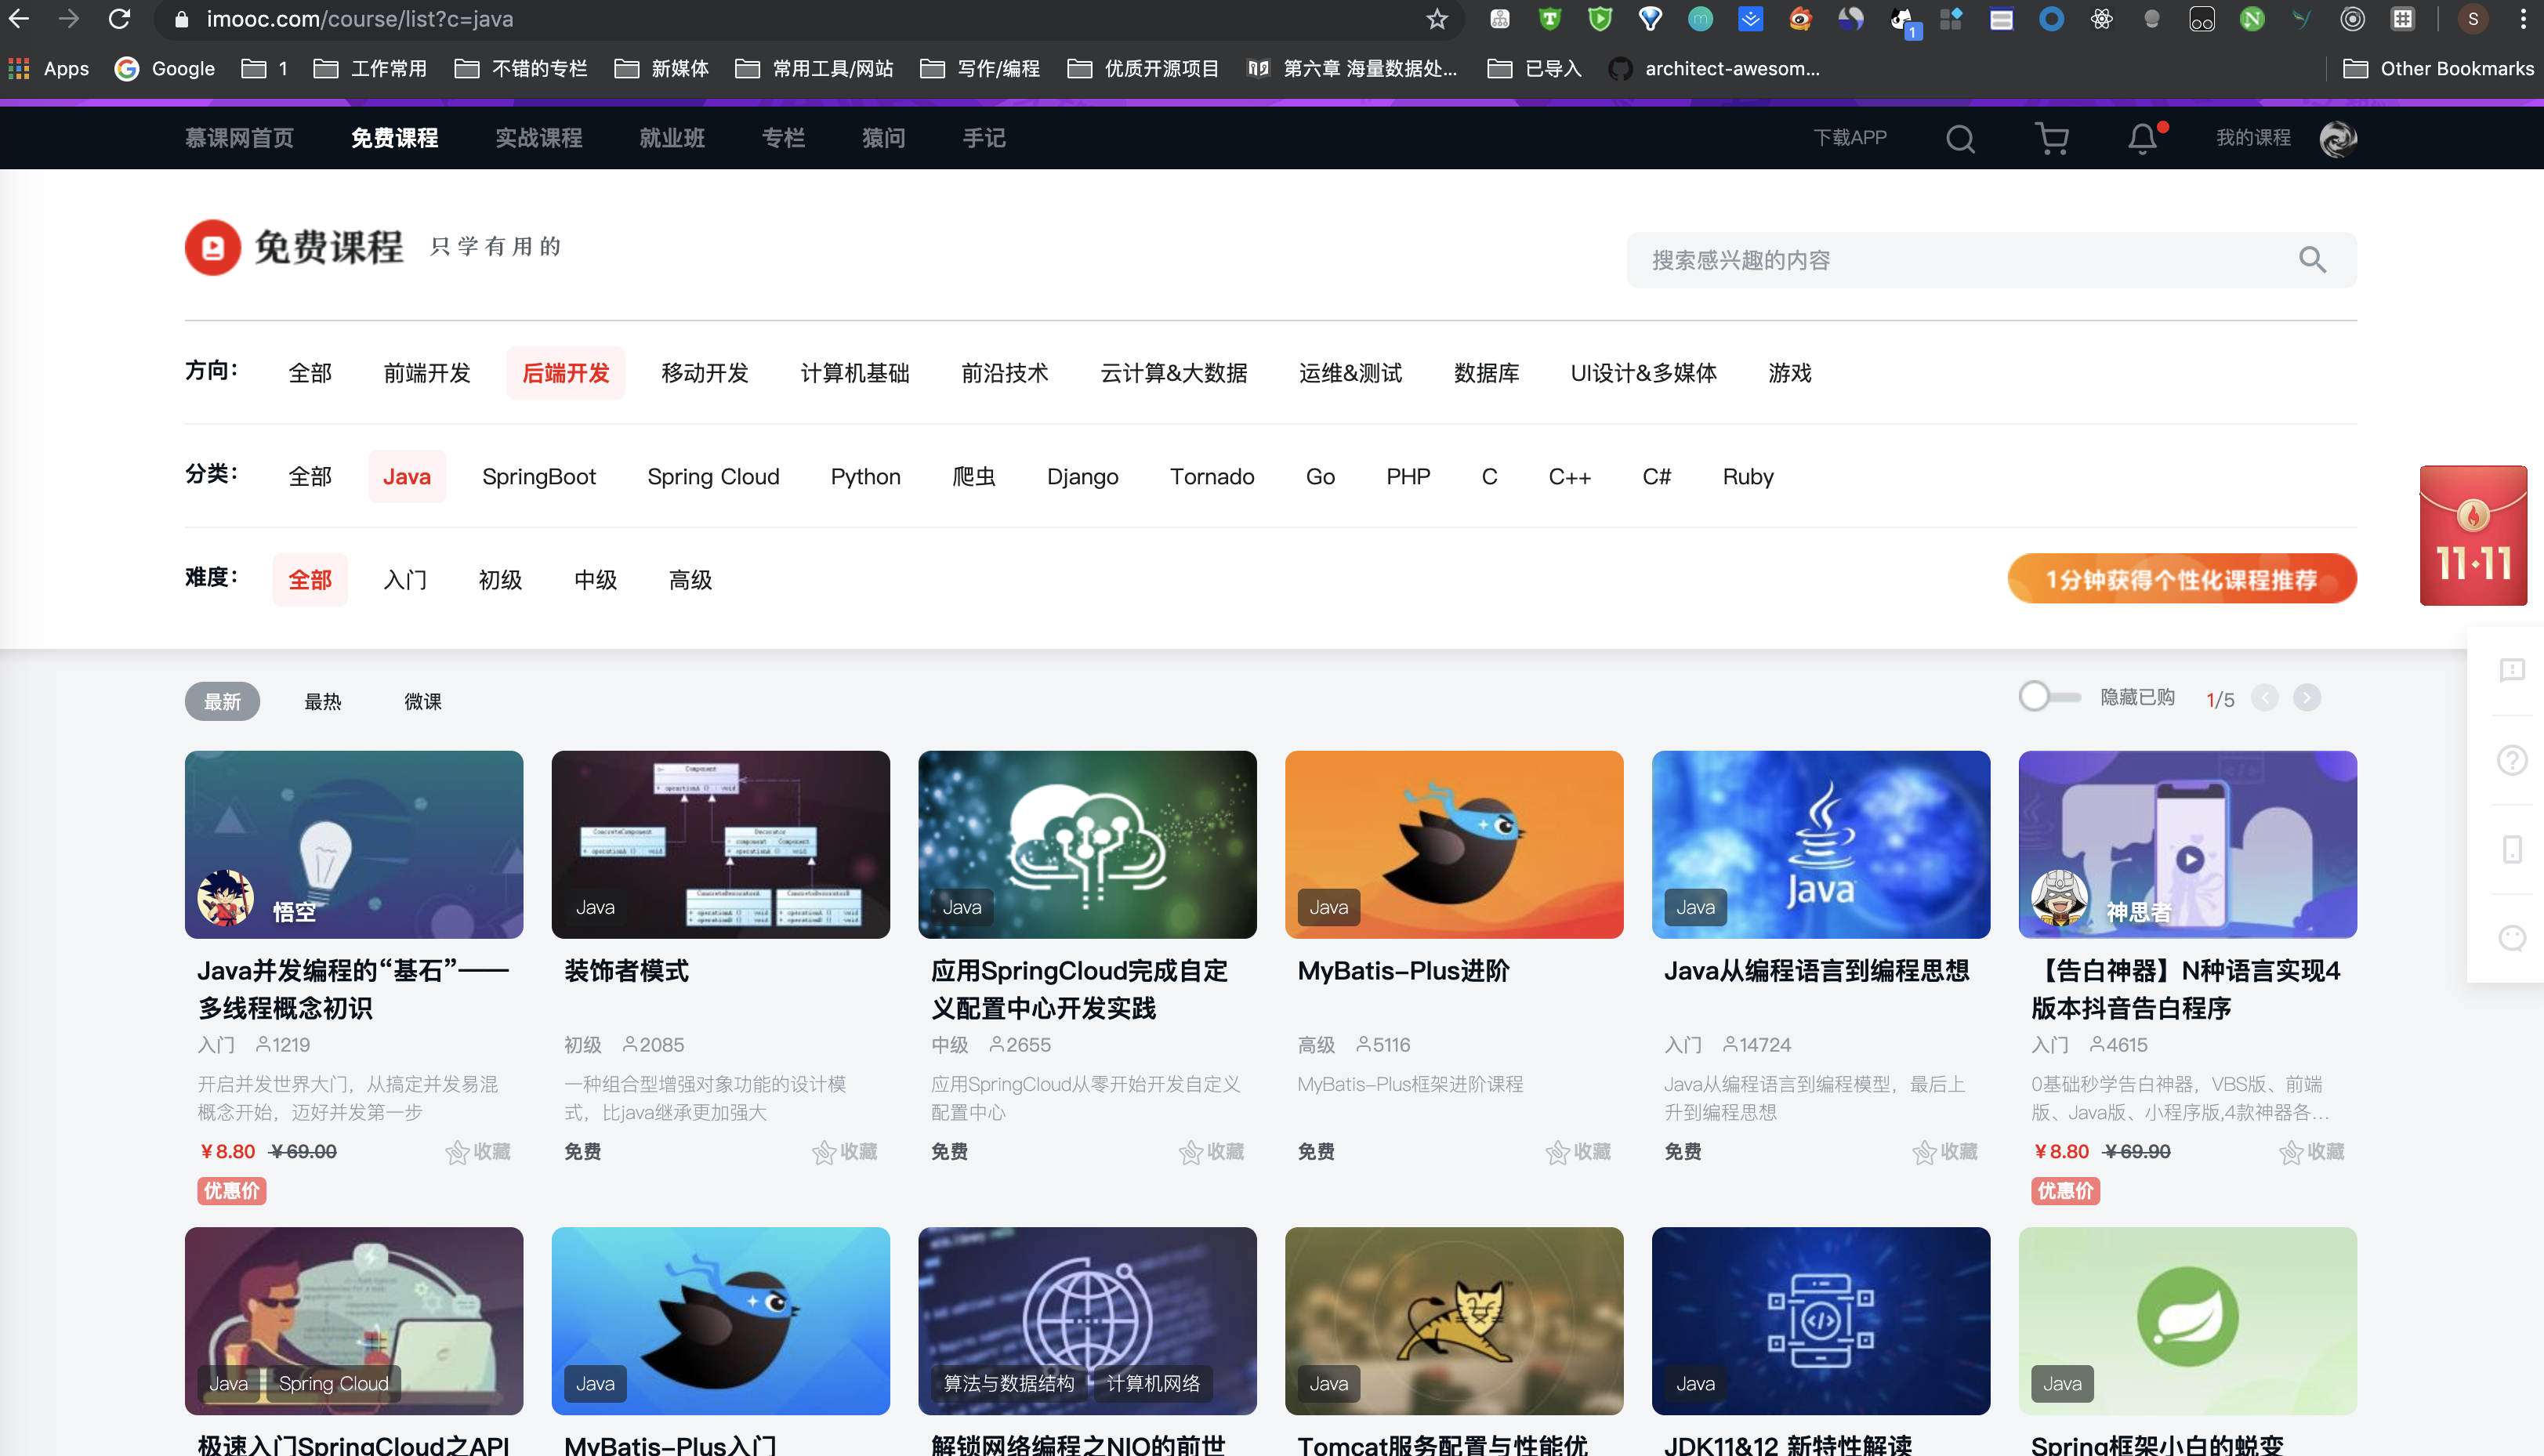 imooc.com/course/list?c=java
1
S
Apps
Google
1
工作常用
不错的专栏
新媒体
常用工具/网站
写作/编程
优质开源项目
第六章 海量数据处...
已导入
architect-awesom...
Other Bookmarks
慕课网首页
免费课程
实战课程
就业班
专栏
猿问
手记
下载APP
我的课程
免费课程
只学有用的
搜索感兴趣的内容
方向：
全部
前端开发
后端开发
移动开发
计算机基础
前沿技术
云计算&大数据
运维&测试
数据库
UI设计&多媒体
游戏
分类：
全部
Java
SpringBoot
Spring Cloud
Python
爬虫
Django
Tornado
Go
PHP
C
C++
C#
Ruby
难度：
全部
入门
初级
中级
高级
1分钟获得个性化课程推荐
11·11
最新
最热
微课
隐藏已购
1/5
悟空
Java并发编程的“基石”——
多线程概念初识
入门 1219
开启并发世界大门，从搞定并发易混
概念开始，迈好并发第一步
￥8.80 ￥69.00
收藏
优惠价
Component
Decorator
Java
装饰者模式
初级 2085
一种组合型增强对象功能的设计模
式，比java继承更加强大
免费
收藏
Java
应用SpringCloud完成自定
义配置中心开发实践
中级 2655
应用SpringCloud从零开始开发自定义
配置中心
免费
收藏
Java
MyBatis-Plus进阶
高级 5116
MyBatis-Plus框架进阶课程
免费
收藏
Java
Java
Java从编程语言到编程思想
入门 14724
Java从编程语言到编程模型，最后上
升到编程思想
免费
收藏
神思者
【告白神器】N种语言实现4
版本抖音告白程序
入门 4615
0基础秒学告白神器，VBS版、前端
版、Java版、小程序版,4款神器各...
￥8.80 ￥69.90
收藏
优惠价
Java
Spring Cloud
极速入门SpringCloud之API
Java
MyBatis-Plus入门
算法与数据结构
计算机网络
解锁网络编程之NIO的前世
Java
Tomcat服务配置与性能优
Java
JDK11&12 新特性解读
Java
Spring框架小白的蜕变